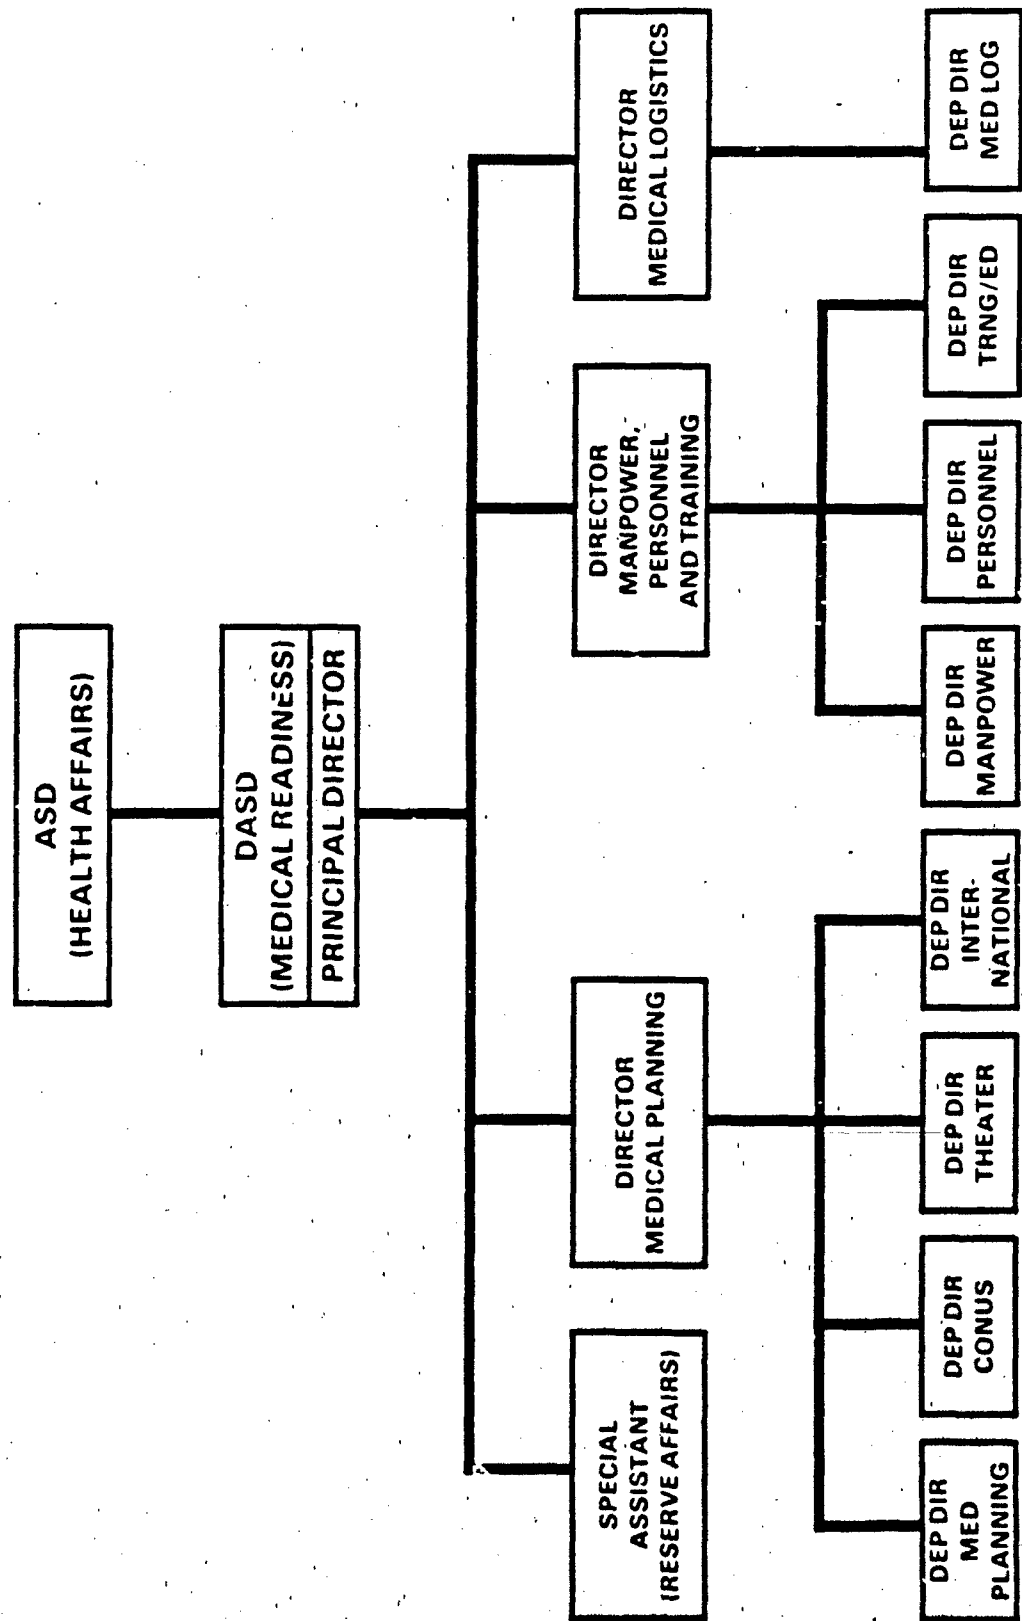 ASD
(HEALTH AFFAIRS)
DASD
(MEDICAL READINESS)
PRINCIPAL DIRECTOR
SPECIAL
ASSISTANT
(RESERVE AFFAIRS)
DIRECTOR
MEDICAL PLANNING
DIRECTOR
MANPOWER,
PERSONNEL
AND TRAINING
DIRECTOR
MEDICAL LOGISTICS
DEP DIR
MED
PLANNING
DEP DIR
CONUS
DEP DIR
THEATER
DEP DIR
INTER-
NATIONAL
DEP DIR
MANPOWER
DEP DIR
PERSONNEL
DEP DIR
TRNG/ED
DEP DIR
MED LOG